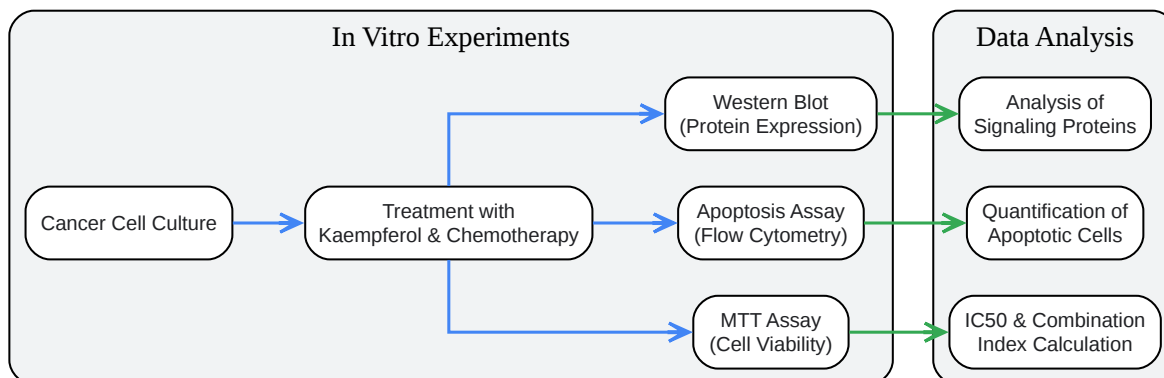 In Vitro Experiments
Data Analysis
Western Blot
(Protein Expression)
Analysis of
Signaling Proteins
Cancer Cell Culture
Treatment with
Kaempferol & Chemotherapy
Apoptosis Assay
(Flow Cytometry)
Quantification of
Apoptotic Cells
MTT Assay
(Cell Viability)
IC50 & Combination
Index Calculation